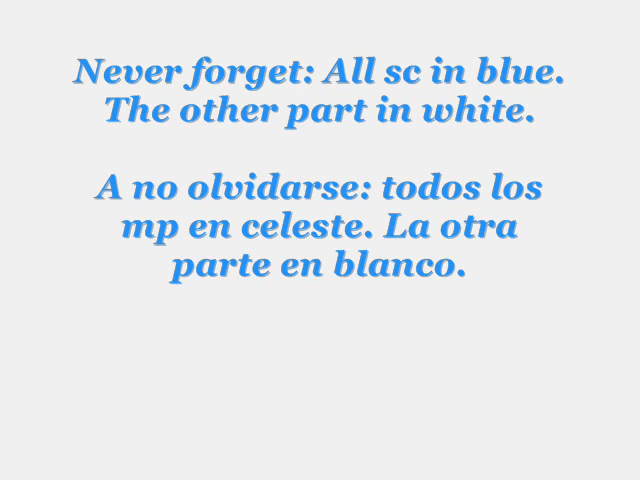 Never forget: All sc in blue.
The other part in white.
A no olvidarse: todos los
mp en celeste. La otra
parte en blanco.